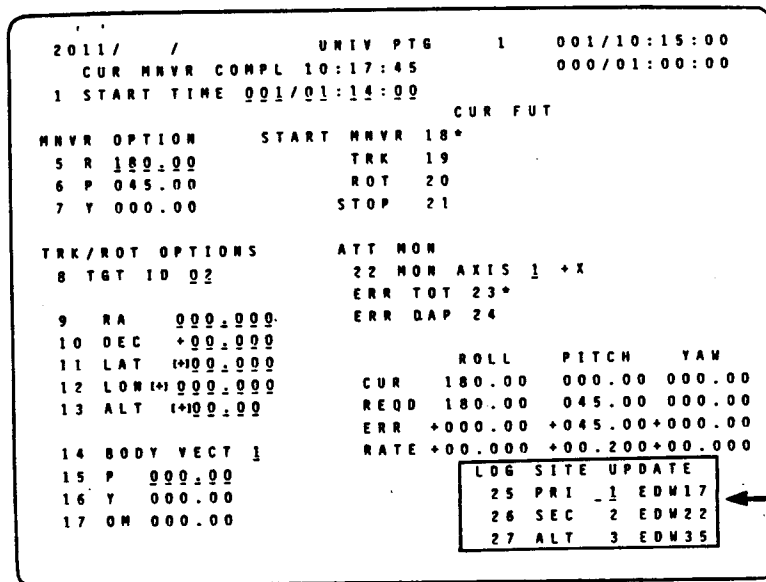 2011/ / UNIV PTG 1 001/10:15:00
CUR MNVR COMPL 10:17:45 000/01:00:00
1 START TIME 001/01:14:00
CUR FUT
MNVR OPTION START MNVR 18*
5 R 180.00 TRK 19
6 P 045.00 ROT 20
7 Y 000.00 STOP 21
TRK/ROT OPTIONS ATT MON
8 TGT ID 02 22 MON AXIS 1 +X
ERR TOT 23*
9 RA 000.000 ERR DAP 24
10 DEC +00.000
11 LAT (+)00.000 ROLL PITCH YAW
12 LON (+) 000.000 CUR 180.00 000.00 000.00
13 ALT (+)00.00 REQD 180.00 045.00 000.00
ERR +000.00 +045.00 +000.00
14 BODY VECT 1 RATE +00.000 +00.200 +00.000
15 P 000.00 LOG SITE UPDATE
16 Y 000.00 25 PRI _1 EDW17
17 OM 000.00 26 SEC 2 EDW22
27 ALT 3 EDW35